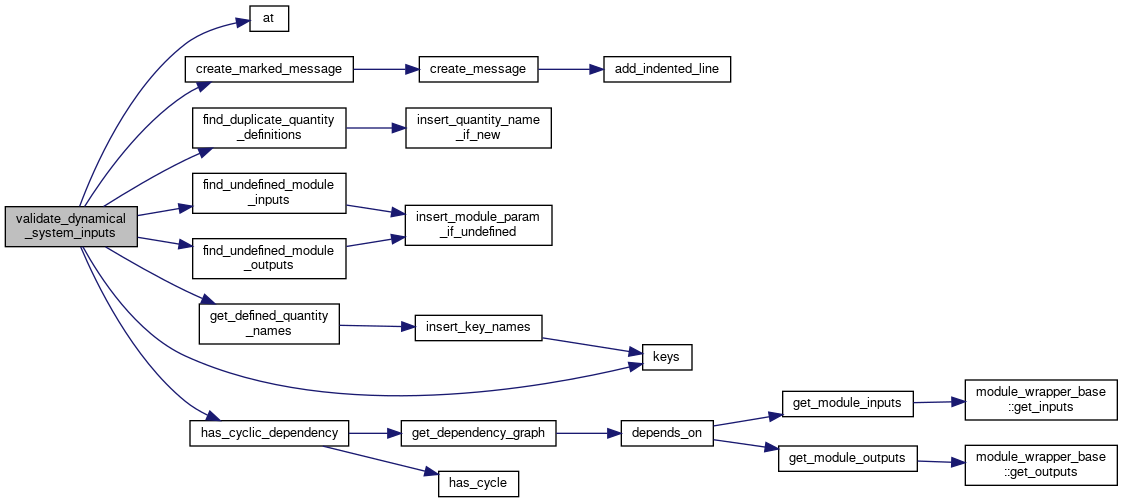 at
create_marked_message
create_message
add_indented_line
find_duplicate_quantity
_definitions
insert_quantity_name
_if_new
find_undefined_module
_inputs
validate_dynamical
_system_inputs
insert_module_param
_if_undefined
find_undefined_module
_outputs
get_defined_quantity
_names
insert_key_names
keys
has_cyclic_dependency
get_dependency_graph
depends_on
get_module_inputs
module_wrapper_base
::get_inputs
get_module_outputs
module_wrapper_base
::get_outputs
has_cycle